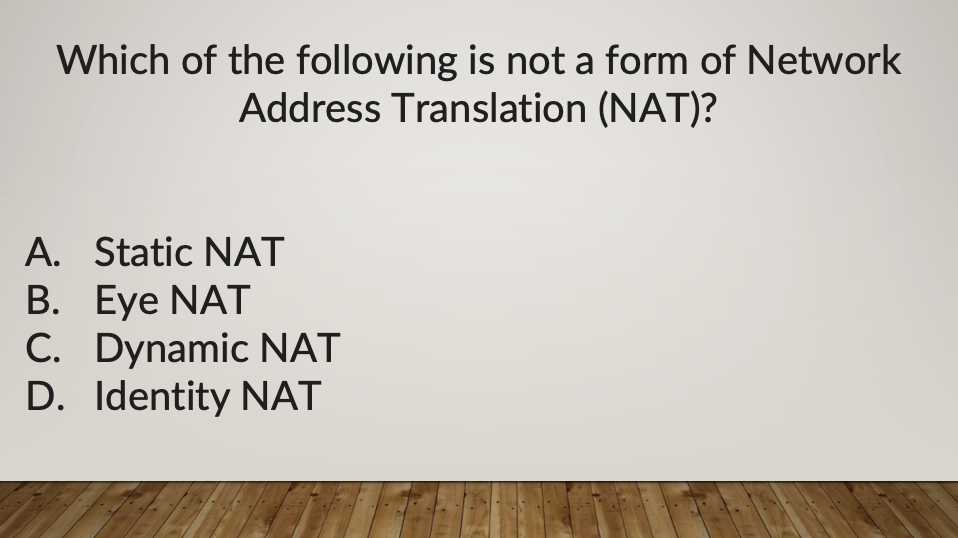 Which of the following is not a form of Network
Address Translation (NAT)?
A. Static NAT
B. Eye NAT
C. Dynamic NAT
D. Identity NAT